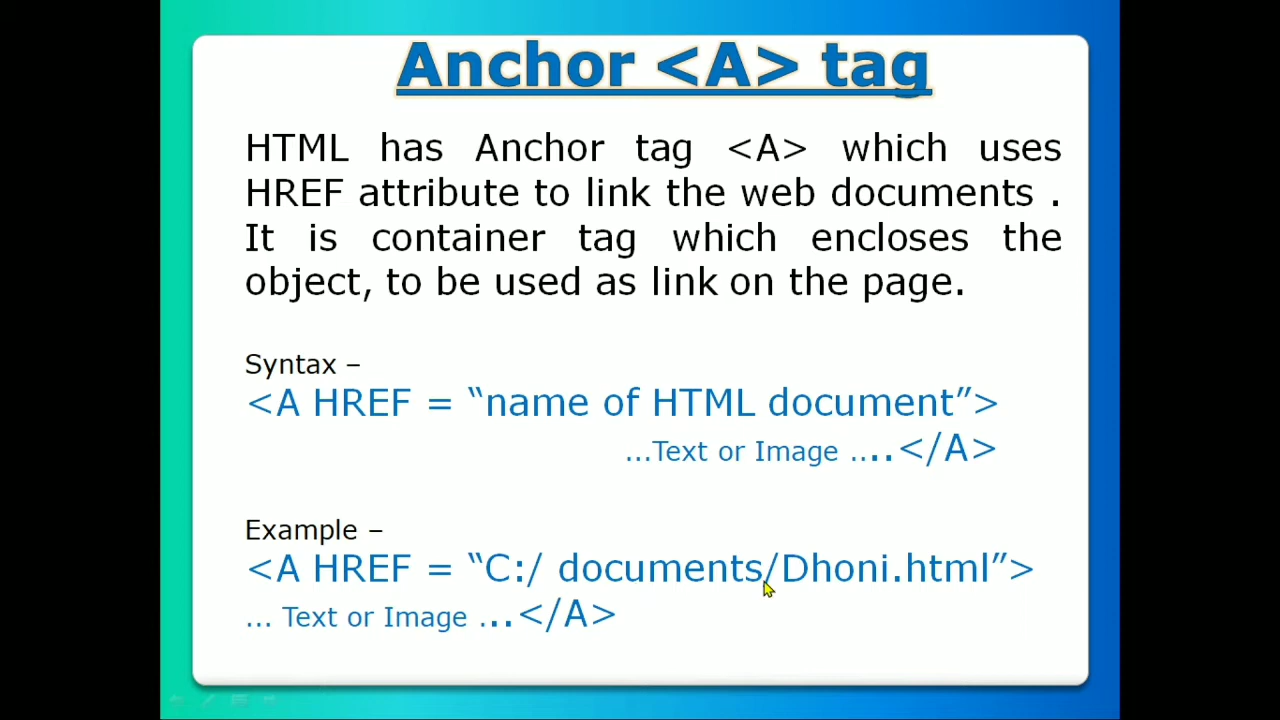 Anchor <A> tag
HTML has Anchor tag <A> which uses
HREF attribute to link the web documents .
It is container tag which encloses the
object, to be used as link on the page.
Syntax –
<A HREF = “name of HTML document”>
...Text or Image ....</A>
Example –
<A HREF = “C:/ documents/Dhoni.html”>
... Text or Image ...</A>